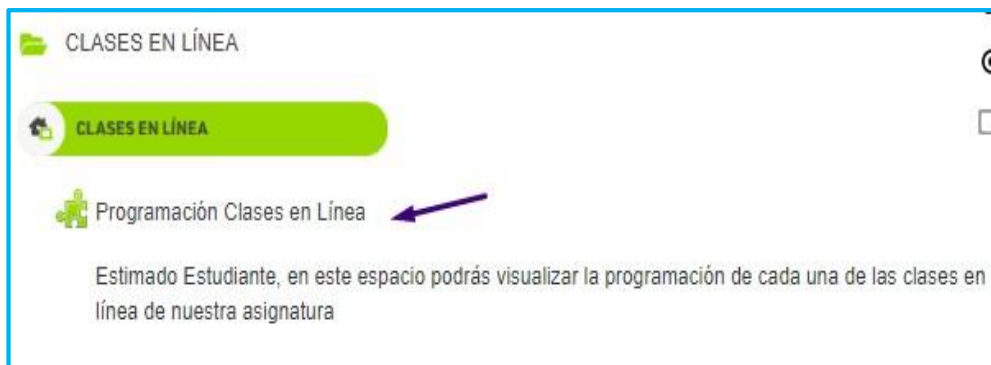 CLASES EN LÍNEA
CLASES EN LÍNEA
Programación Clases en Línea
Estimado Estudiante, en este espacio podrás visualizar la programación de cada una de las clases en
línea de nuestra asignatura